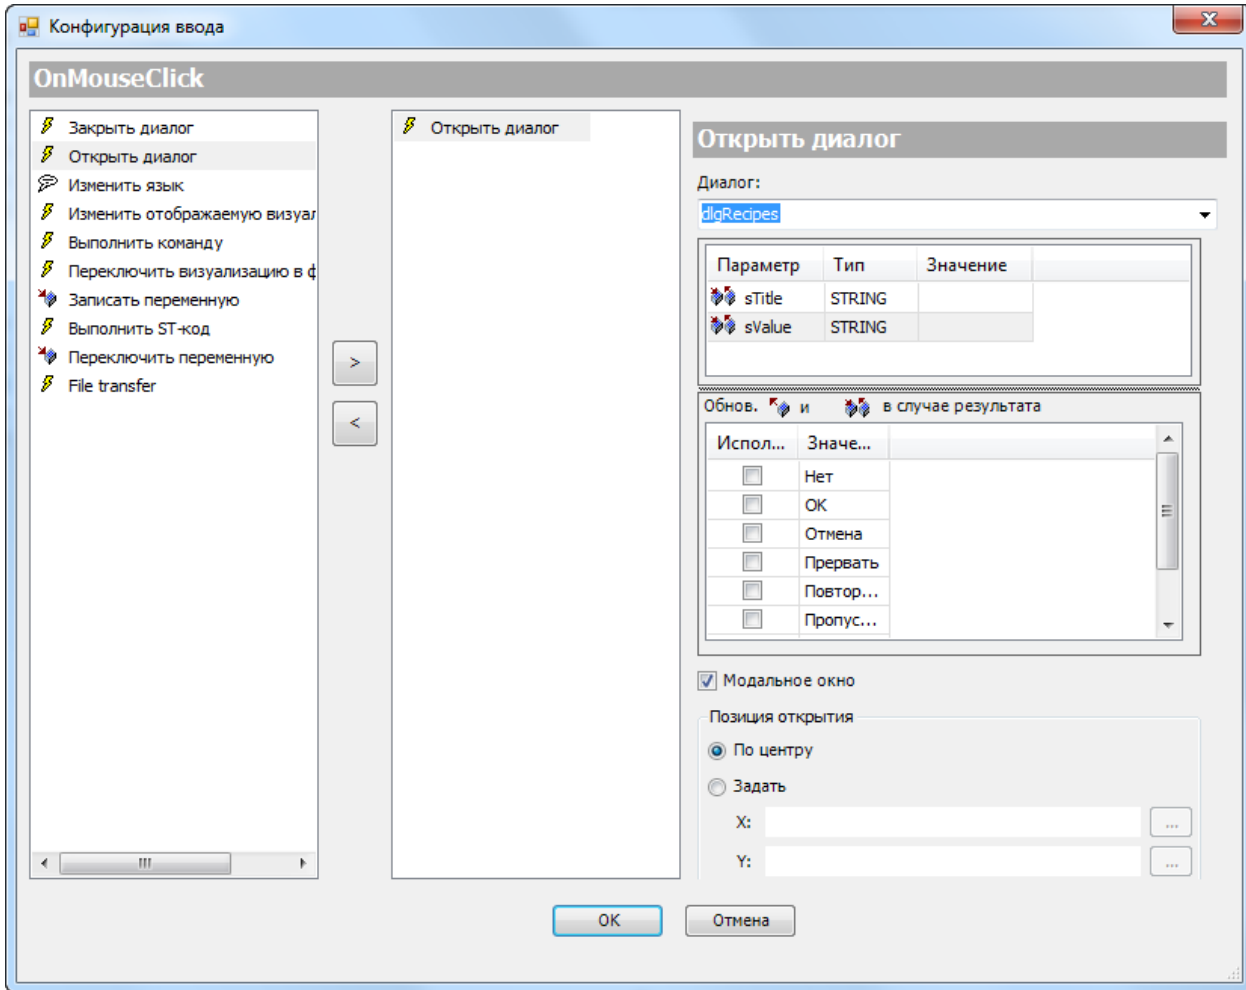 Конфигурация ввода
OnMouseClick
Закрыть диалог
Открыть диалог
Изменить язык
Изменить отображаемую визуал
Выполнить команду
Переключить визуализацию в ф
Записать переменную
Выполнить ST-код
Переключить переменную
File transfer
>
<
Открыть диалог
Открыть диалог
Диалог:
dlgRecipes
Параметр Тип Значение
sTitle STRING
sValue STRING
Обнов. и в случае результата
Испол... Значе...
Нет
OK
Отмена
Прервать
Повтор...
Пропус...
Модальное окно
Позиция открытия
По центру
Задать
X: ...
Y: ...
OK Отмена